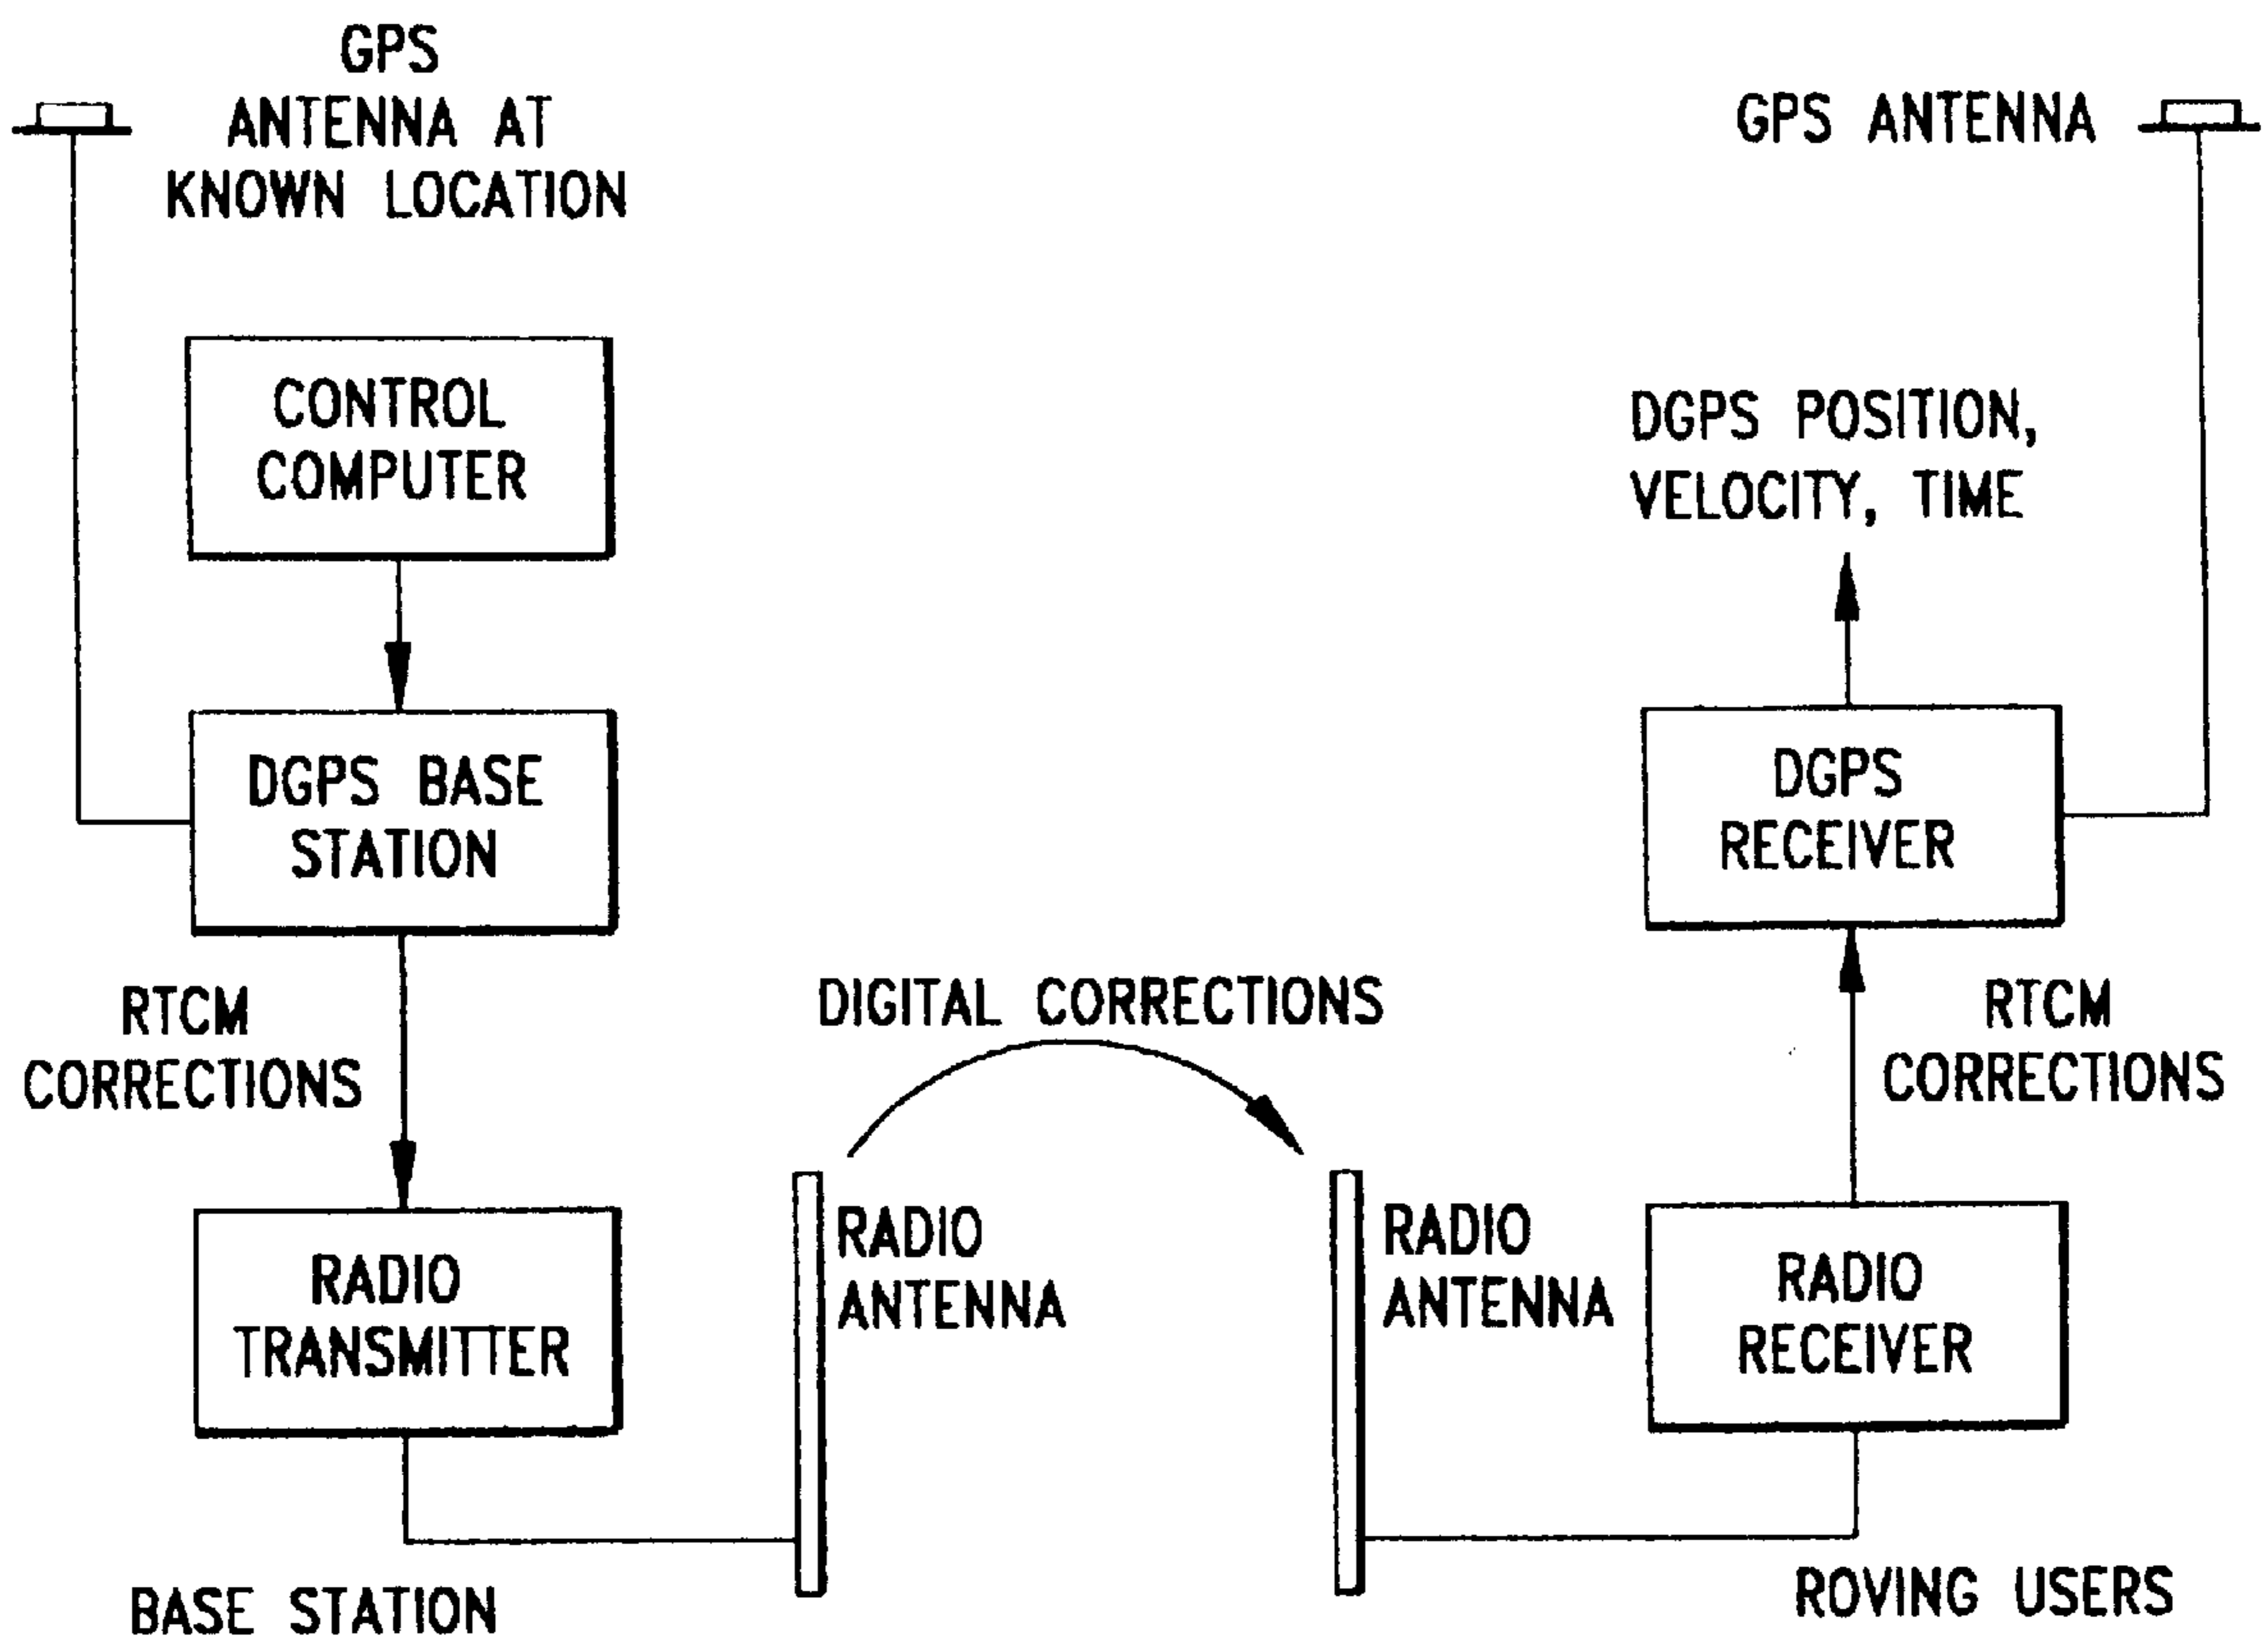 GPS
ANTENNA AT
KNOWN LOCATION
CONTROL
COMPUTER
DGPS BASE
STATION
RTCM
CORRECTIONS
RADIO
TRANSMITTER
BASE STATION
DIGITAL CORRECTIONS
RADIO
ANTENNA
RADIO
ANTENNA
GPS ANTENNA
DGPS POSITION,
VELOCITY, TIME
DGPS
RECEIVER
RTCM
CORRECTIONS
RADIO
RECEIVER
ROVING USERS